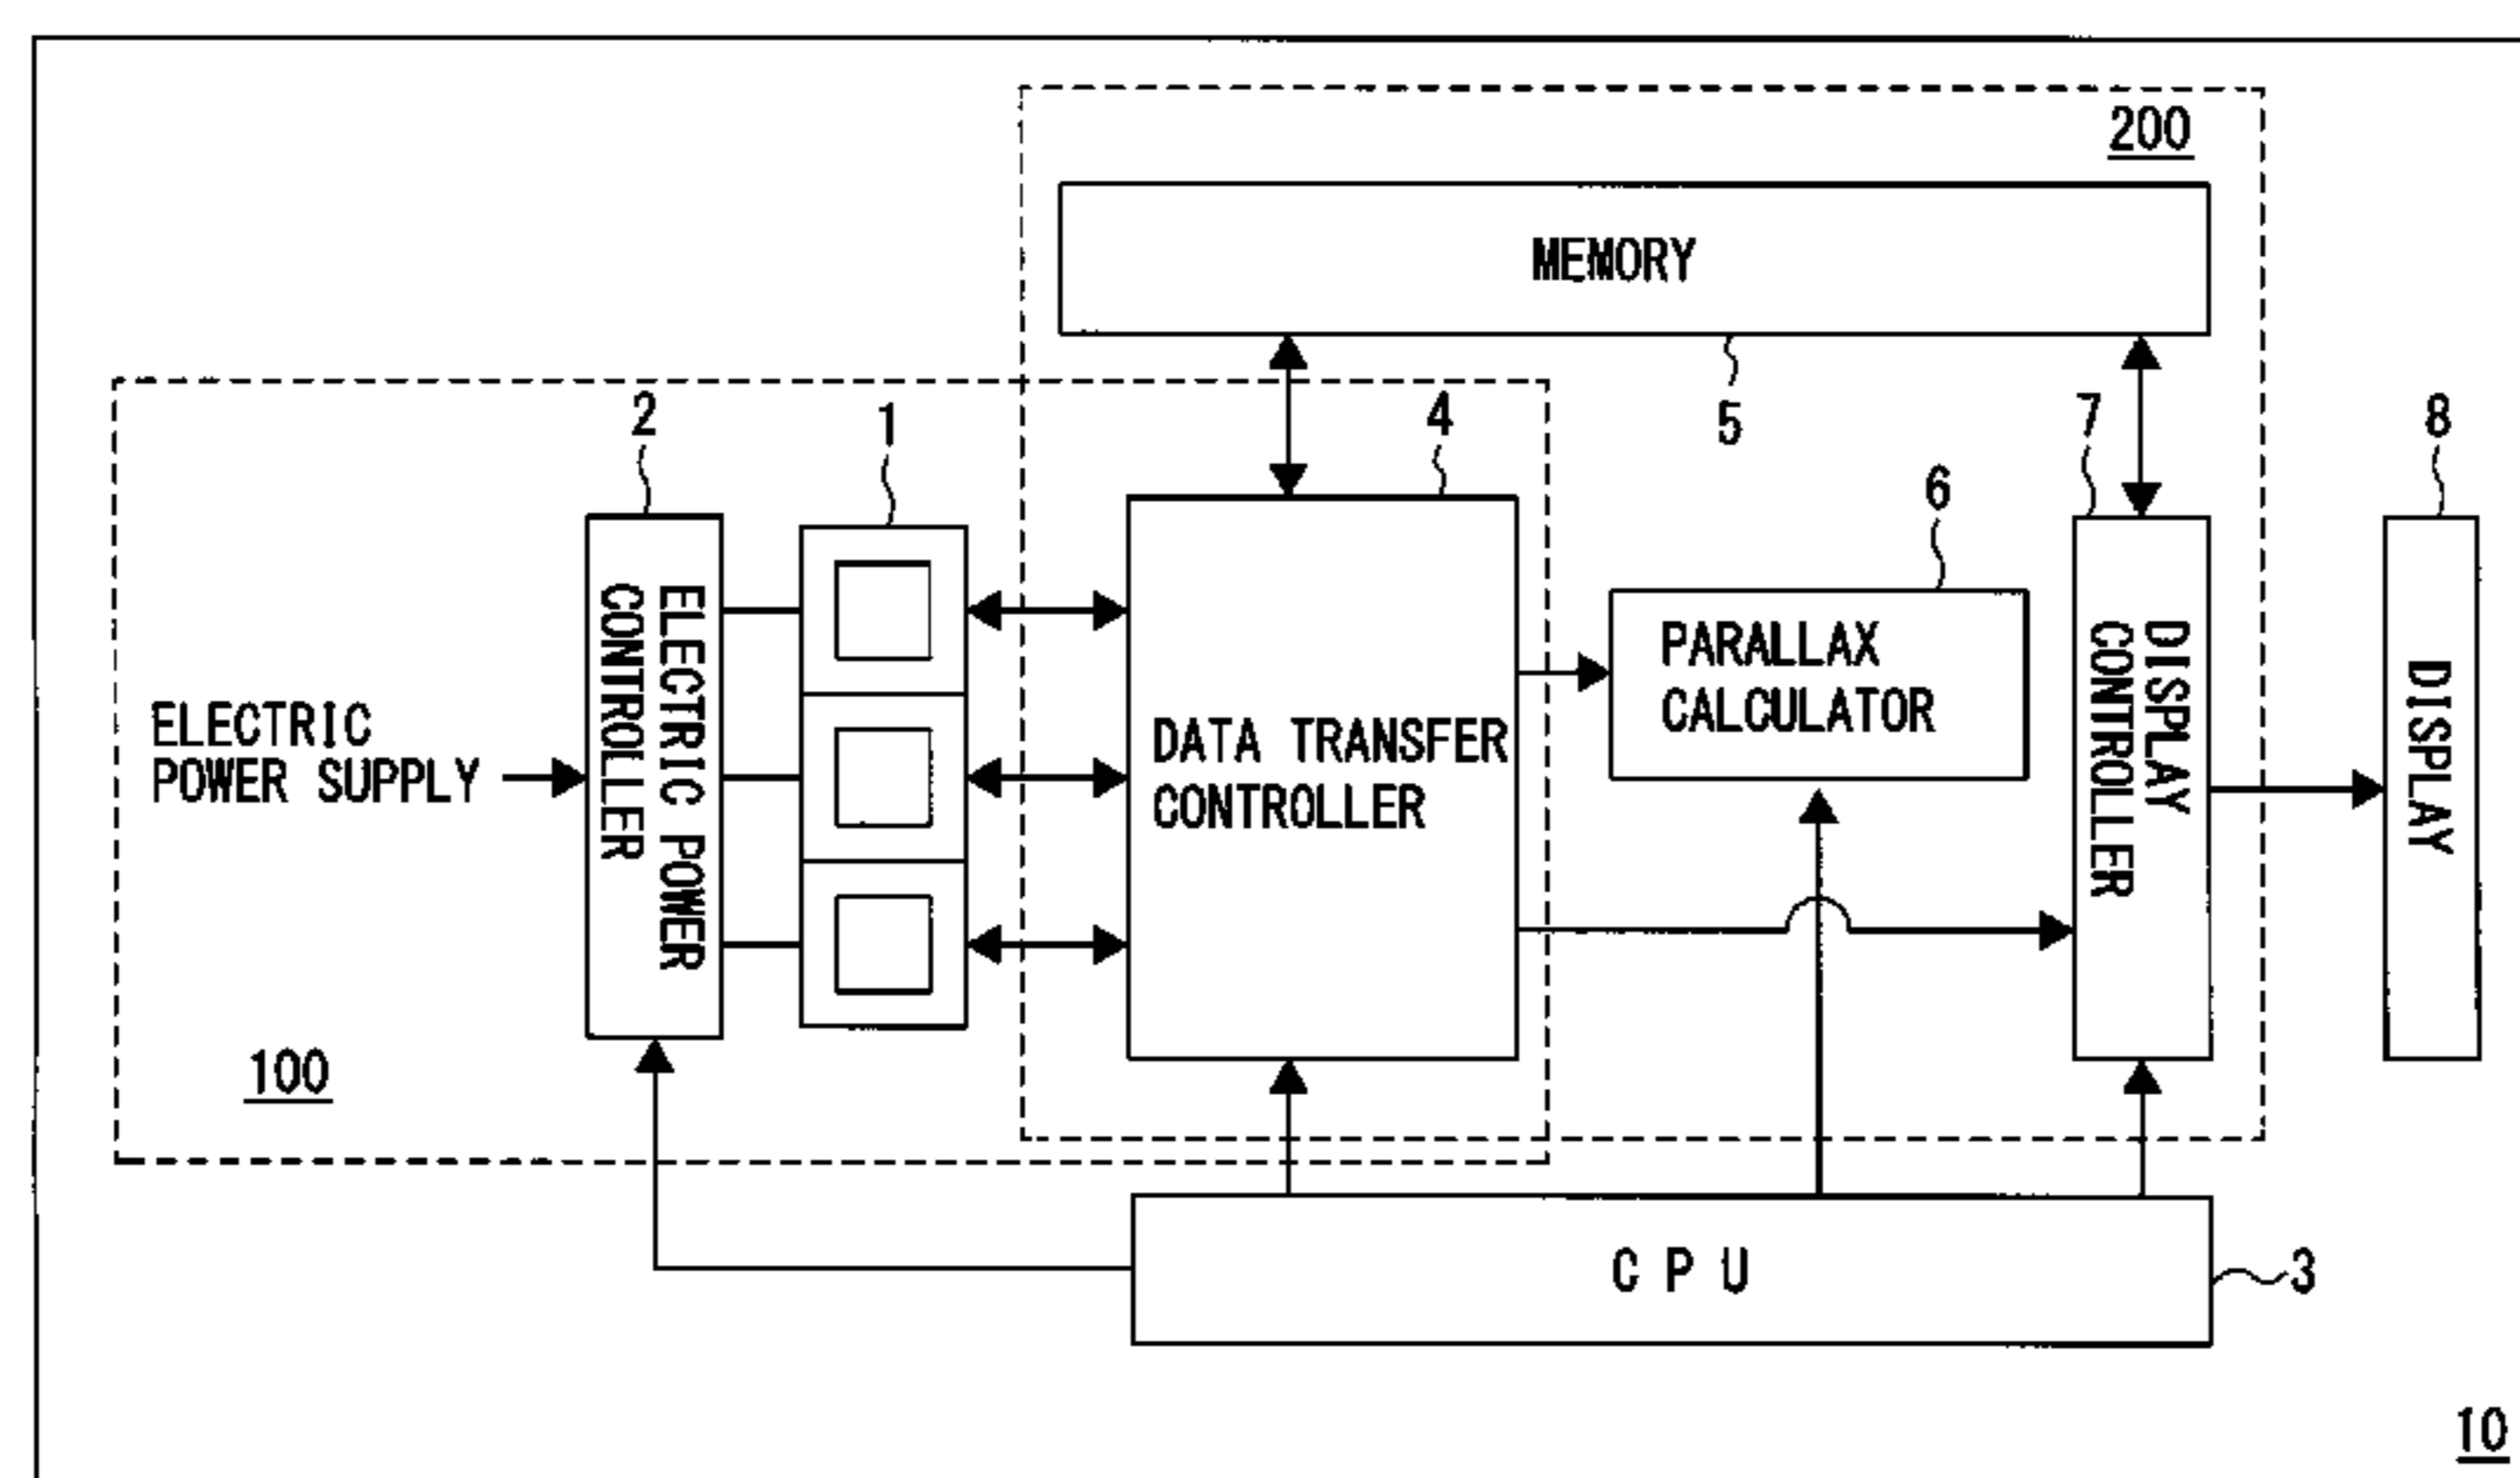 200
MEMORY
2
1
4
5
7
8
6
ELECTRIC POWER
CONTROLLER
PARALLAX
CALCULATOR
DISPLAY
CONTROLLER
DISPLAY
ELECTRIC
POWER SUPPLY
DATA TRANSFER
CONTROLLER
100
CPU
3
10